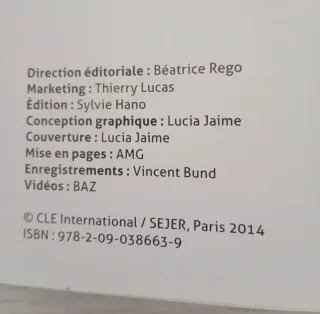 Direction éditoriale : Béatrice Rego
Marketing : Thierry Lucas
Édition : Sylvie Hano
Conception graphique : Lucia Jaime
Couverture : Lucia Jaime
Mise en pages : AMG
Enregistrements : Vincent Bund
Vidéos : BAZ
© CLE International / SEJER, Paris 2014
ISBN : 978-2-09-038663-9